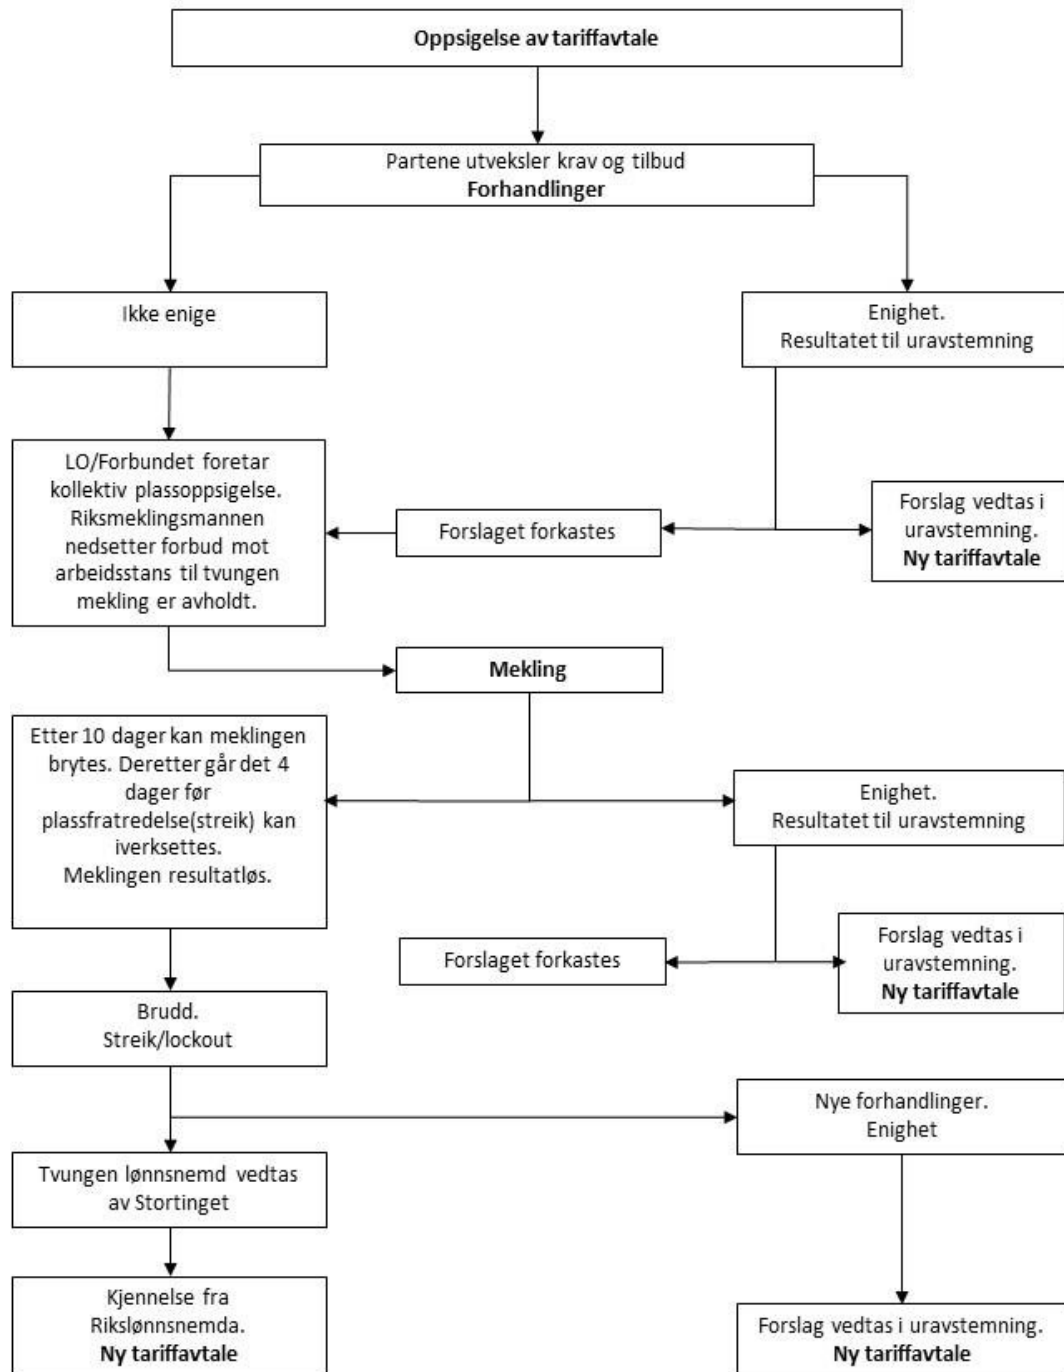 Oppsigelse av tariffavtale
Partene utveksler krav og tilbud
Forhandlinger
Ikke enige
Enighet.
Resultatet til uravstemning
LO/Forbundet foretar
kollektiv plassoppsigelse.
Riksmeklingsmannen
nedsetter forbud mot
arbeidsstans til tvungen
mekling er avholdt.
Forslaget forkastes
Forslag vedtas i
uravstemning.
Ny tariffavtale
Mekling
Etter 10 dager kan meklingen
brytes. Deretter går det 4
dager før
plassfratredelse(streik) kan
iverksettes.
Meklingen resultatløs.
Enighet.
Resultatet til uravstemning
Forslaget forkastes
Forslag vedtas i
uravstemning.
Ny tariffavtale
Brudd.
Streik/lockout
Nye forhandlinger.
Enighet
Tvungen lønnsnemd vedtas
av Stortinget
Kjennelse fra
Rikslønnsnemda.
Ny tariffavtale
Forslag vedtas i uravstemning.
Ny tariffavtale